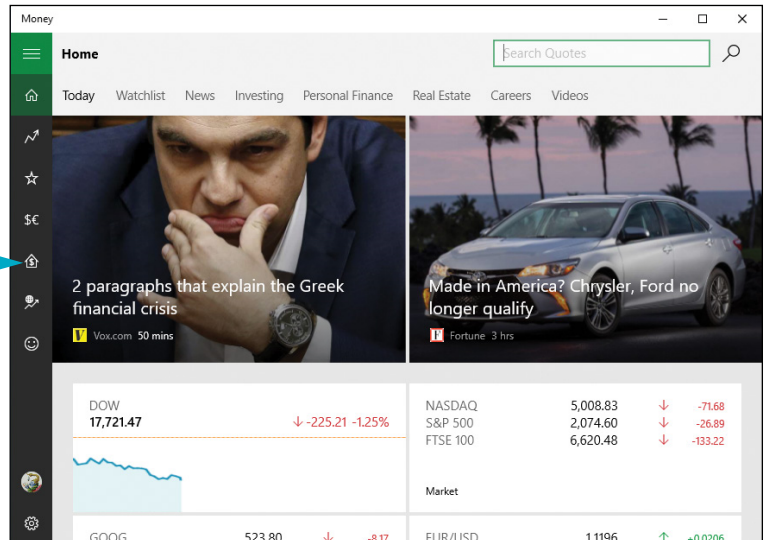 Money
Home
Search Quotes
Today Watchlist News Investing Personal Finance Real Estate Careers Videos
$€
2 paragraphs that explain the Greek
financial crisis
V Vox.com 50 mins
Made in America? Chrysler, Ford no
longer qualify
F Fortune 3 hrs
DOW
17,721.47 ↓ -225.21 -1.25%
NASDAQ 5,008.83 ↓ -71.68
S&P 500 2,074.60 ↓ -26.89
FTSE 100 6,620.48 ↓ -133.22
Market
GOOG 523.80 ↓ -8.17
EUR/USD 1.1196 ↑ +0.0206